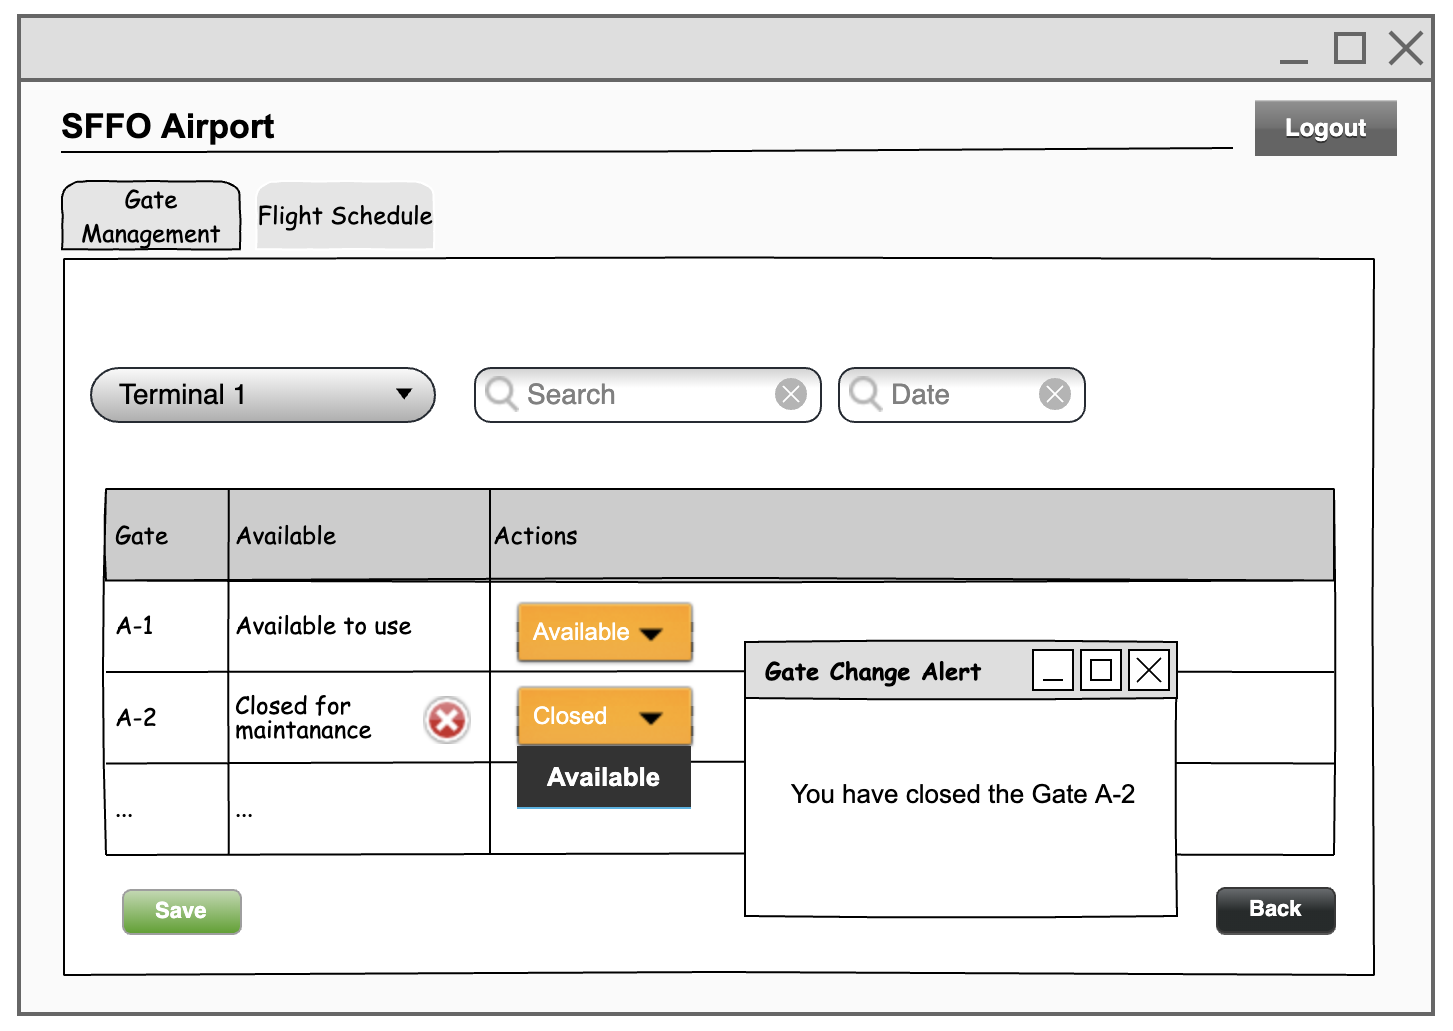 SFFO Airport
Logout
Gate
Management
Flight Schedule
Terminal 1
Search
Date
Gate
Available
Actions
A-1
Available to use
Available
A-2
Closed for
maintanance
Closed
Available
...
...
Gate Change Alert
You have closed the Gate A-2
Save
Back